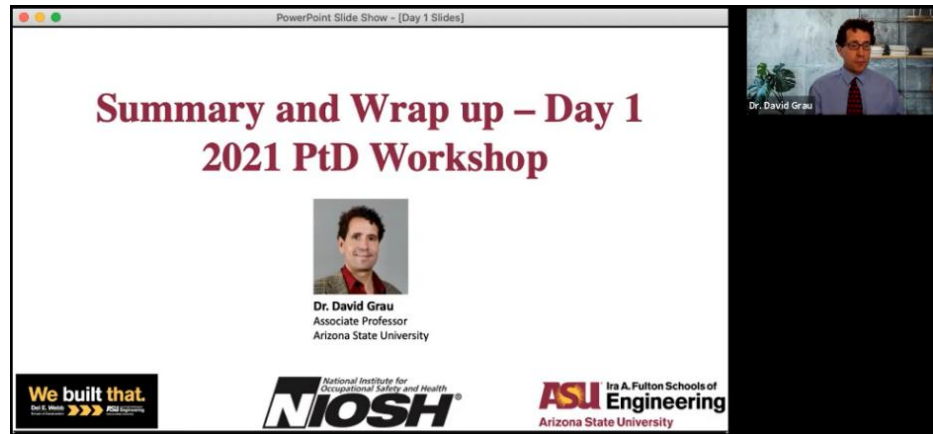 PowerPoint Slide Show - [Day 1 Slides]
Summary and Wrap up – Day 1
2021 PtD Workshop
Dr. David Grau
Associate Professor
Arizona State University
We built that.
Del E. Webb
National Institute for
Occupational Safety and Health
NIOSH®
ASU Ira A. Fulton Schools of
Engineering
Arizona State University
Dr. David Grau